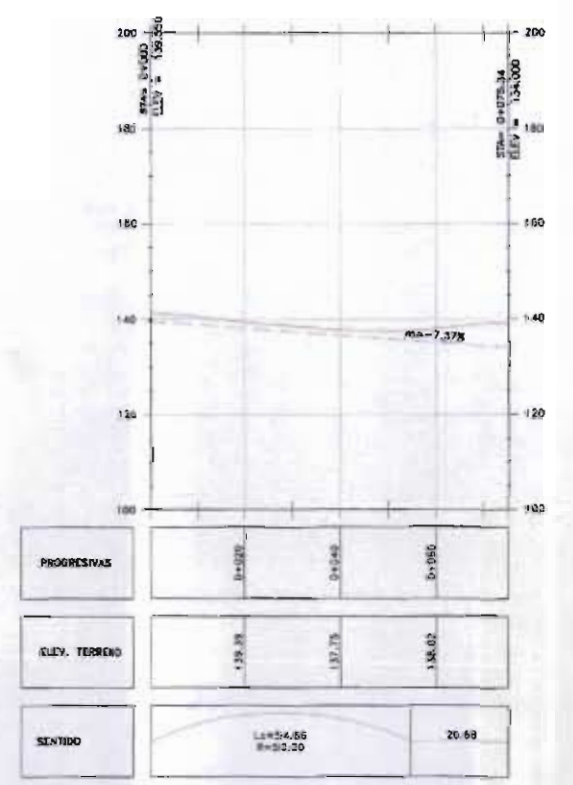 200
STA= 0+000
ELEV = 139.550
200
STA= 0+075.34
ELEV = 134.000
180
180
160
160
140
140
m=-7.37%
120
120
100
100
PROGRESIVAS
0+020
0+040
0+060
ELEV. TERRENO
139.39
137.75
138.02
SENTIDO
Lc=54.66
20.68